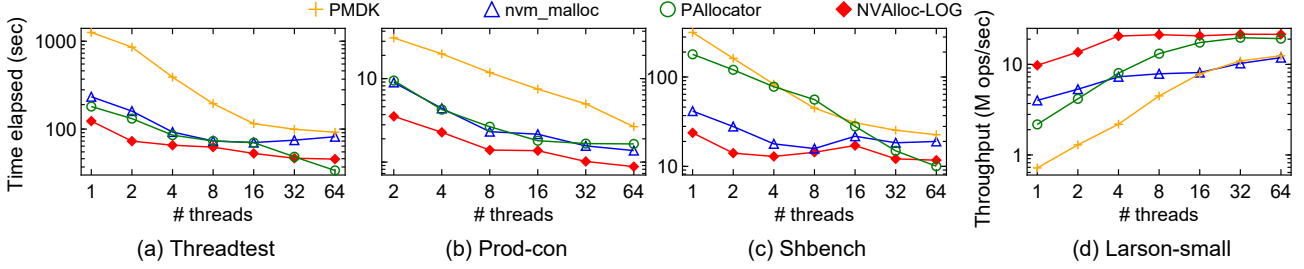 PMDK nvm_malloc PAllocator NVAlloc-LOG
Time elapsed (sec)
1000
100
1 2 4 8 16 32 64
# threads
(a) Threadtest
10
2 4 8 16 32 64
# threads
(b) Prod-con
100
10
1 2 4 8 16 32 64
# threads
(c) Shbench
Throughput (M ops/sec)
10
1
1 2 4 8 16 32 64
# threads
(d) Larson-small